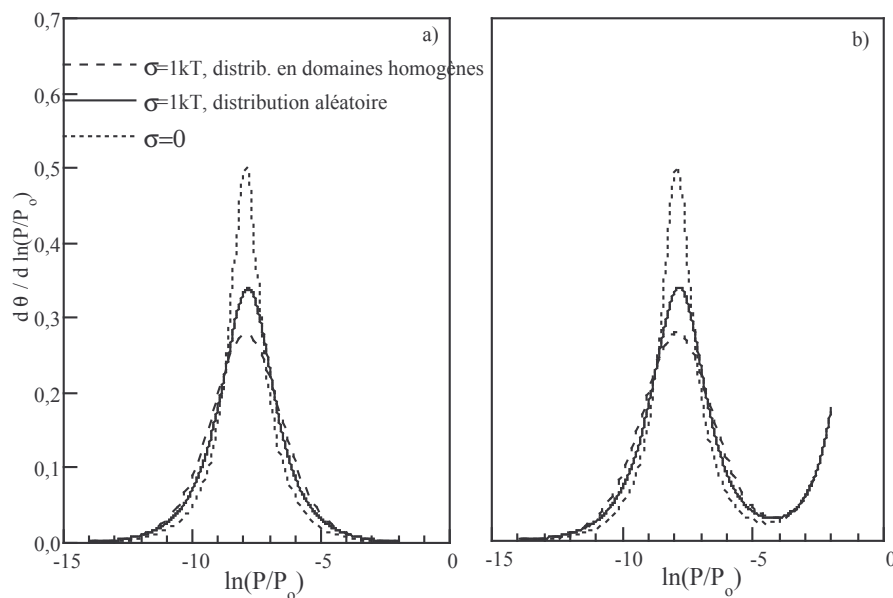 0,7
a)
b)
σ=1kT, distrib. en domaines homogènes
0,6
σ=1kT, distribution aléatoire
σ=0
0,5
0,4
0,3
0,2
0,1
0,0
d θ / d ln(P/Po)
-15
-10
-5
0
-15
-10
-5
0
ln(P/Po)
ln(P/Po)